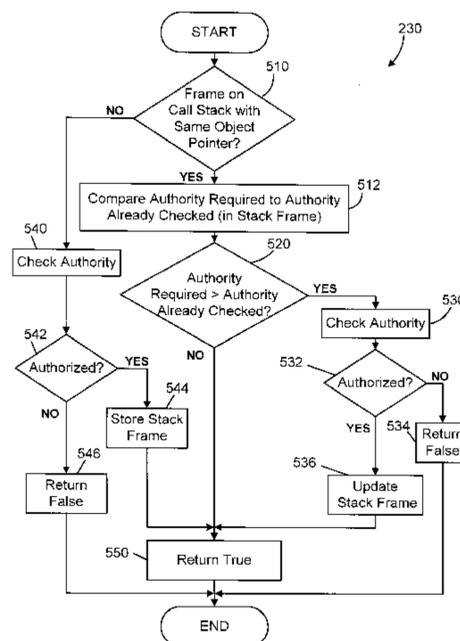 START
230
510
Frame on
Call Stack with
Same Object
Pointer?
NO
YES
512
Compare Authority Required to Authority
Already Checked (in Stack Frame)
540
Check Authority
520
Authority
Required > Authority
Already Checked?
YES
NO
530
Check Authority
542
Authorized?
YES
NO
544
Store Stack
Frame
532
Authorized?
NO
YES
534
Return
False
546
Return
False
536
Update
Stack Frame
550
Return True
END